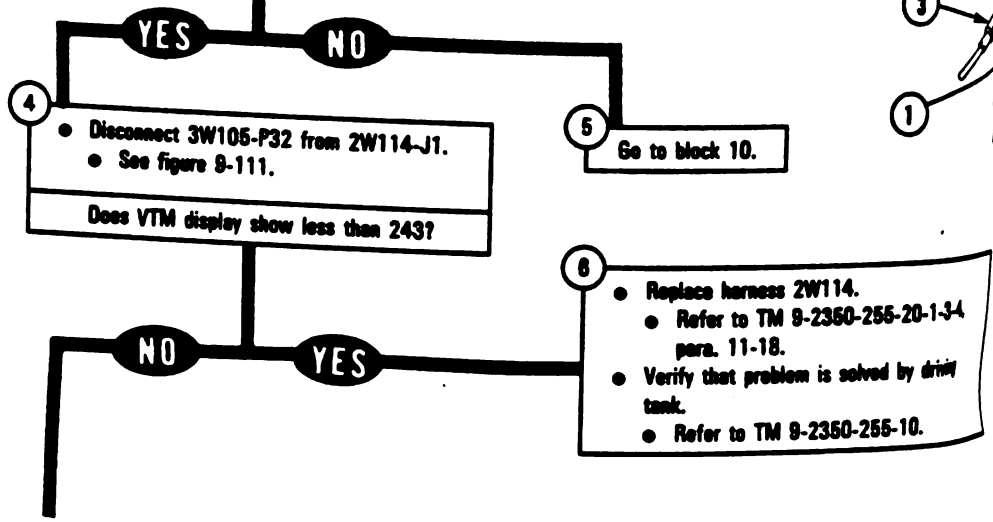 YES
NO
3
1
4
● Disconnect 3W105-P32 from 2W114-J1.
● See figure 9-111.
Does VTM display show less than 243?
5
Go to block 10.
NO
YES
6
● Replace harness 2W114.
● Refer to TM 9-2350-255-20-1-3-4,
para. 11-18.
● Verify that problem is solved by driving
tank.
● Refer to TM 9-2350-255-10.